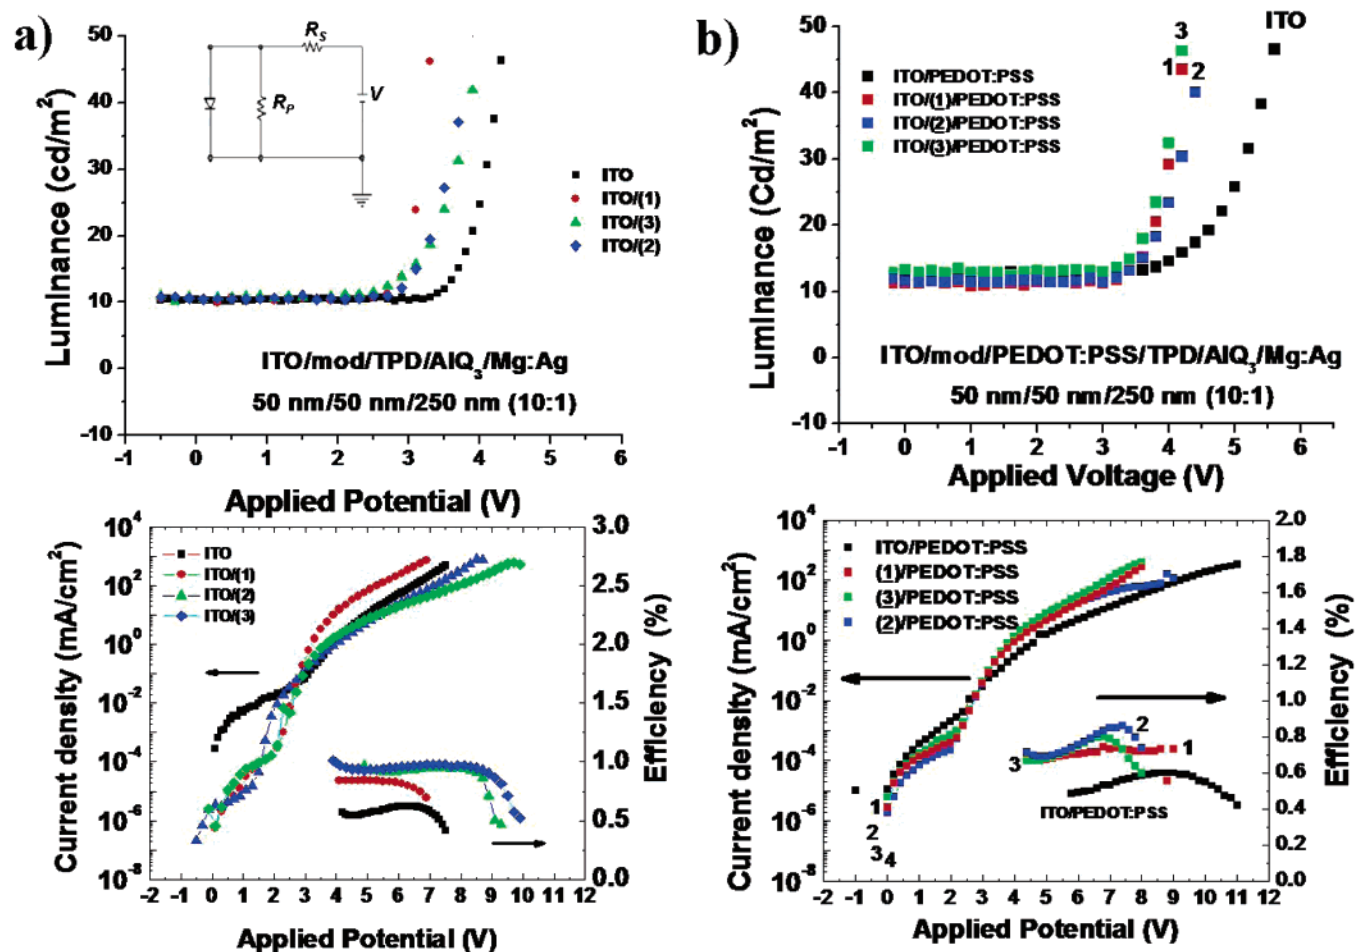 a)
50
40
30
20
10
0
-10
Luminance (cd/m²)
R_S
R_P
V
ITO
ITO/(1)
ITO/(3)
ITO/(2)
ITO/mod/TPD/AlQ₃/Mg:Ag
50 nm/50 nm/250 nm (10:1)
-1 0 1 2 3 4 5 6
Applied Potential (V)
b)
50
40
30
20
10
0
-10
Luminance (Cd/m²)
ITO/PEDOT:PSS
ITO/(1)/PEDOT:PSS
ITO/(2)/PEDOT:PSS
ITO/(3)/PEDOT:PSS
3
1 2
ITO
ITO/mod/PEDOT:PSS/TPD/AlQ₃/Mg:Ag
50 nm/50 nm/250 nm (10:1)
-1 0 1 2 3 4 5 6
Applied Voltage (V)
10⁴
10²
10⁰
10⁻²
10⁻⁴
10⁻⁶
10⁻⁸
Current density (mA/cm²)
ITO
ITO/(1)
ITO/(2)
ITO/(3)
3.0
2.5
2.0
1.5
1.0
0.5
0.0
Efficiency (%)
-2 -1 0 1 2 3 4 5 6 7 8 9 10 11 12
Applied Potential (V)
10⁴
10²
10⁰
10⁻²
10⁻⁴
10⁻⁶
10⁻⁸
Current density (mA/cm²)
ITO/PEDOT:PSS
(1)/PEDOT:PSS
(3)/PEDOT:PSS
(2)/PEDOT:PSS
2
1
3
ITO/PEDOT:PSS
1
2
3
4
2.0
1.8
1.6
1.4
1.2
1.0
0.8
0.6
0.4
0.2
0.0
Efficiency (%)
-2 -1 0 1 2 3 4 5 6 7 8 9 10 11 12
Applied Potential (V)